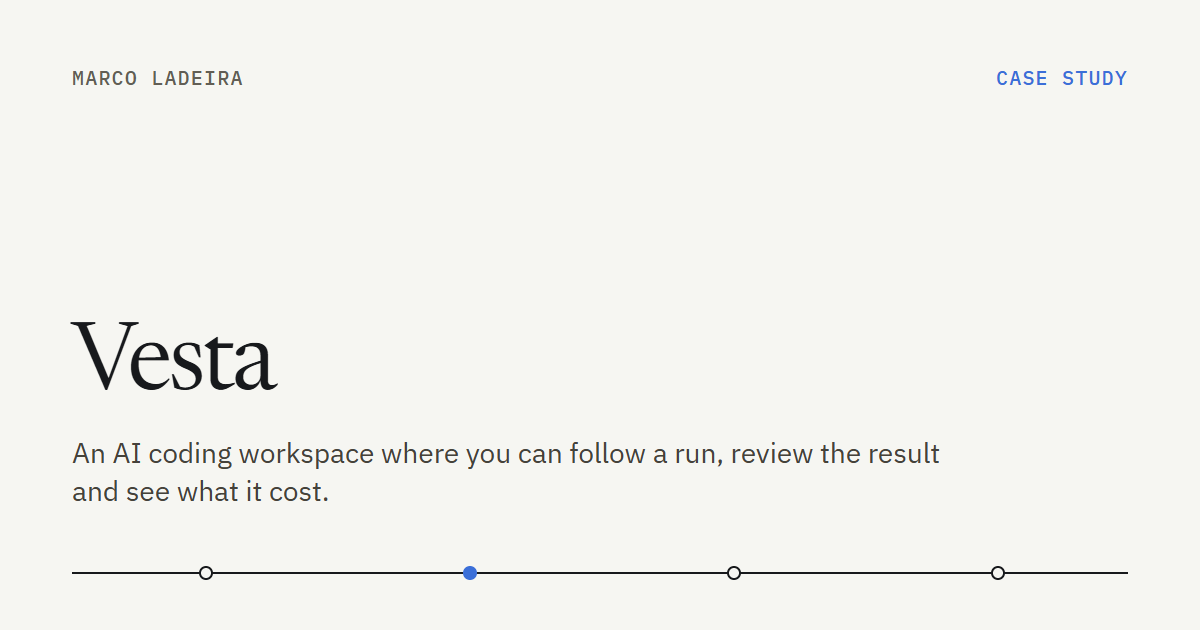 MARCO LADEIRA
CASE STUDY
Vesta
An AI coding workspace where you can follow a run, review the result
and see what it cost.